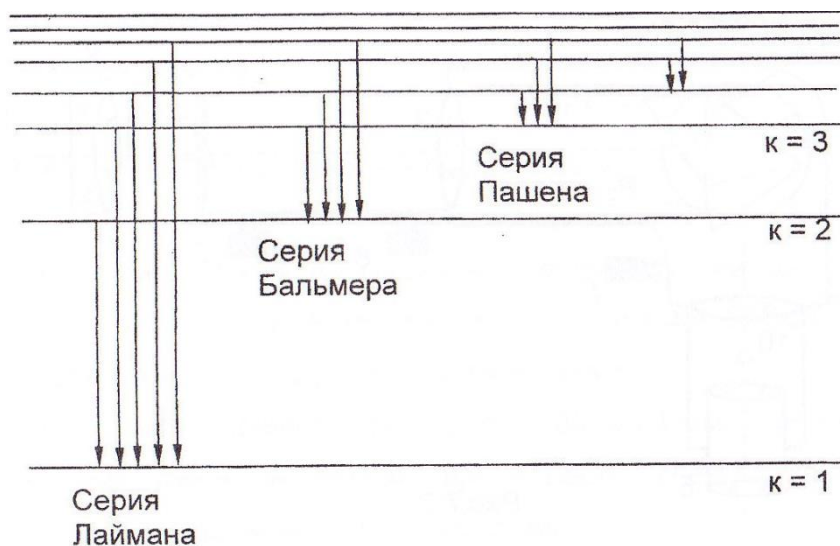 Серия
Пашена
к = 3
Серия
Бальмера
к = 2
Серия
Лаймана
к = 1